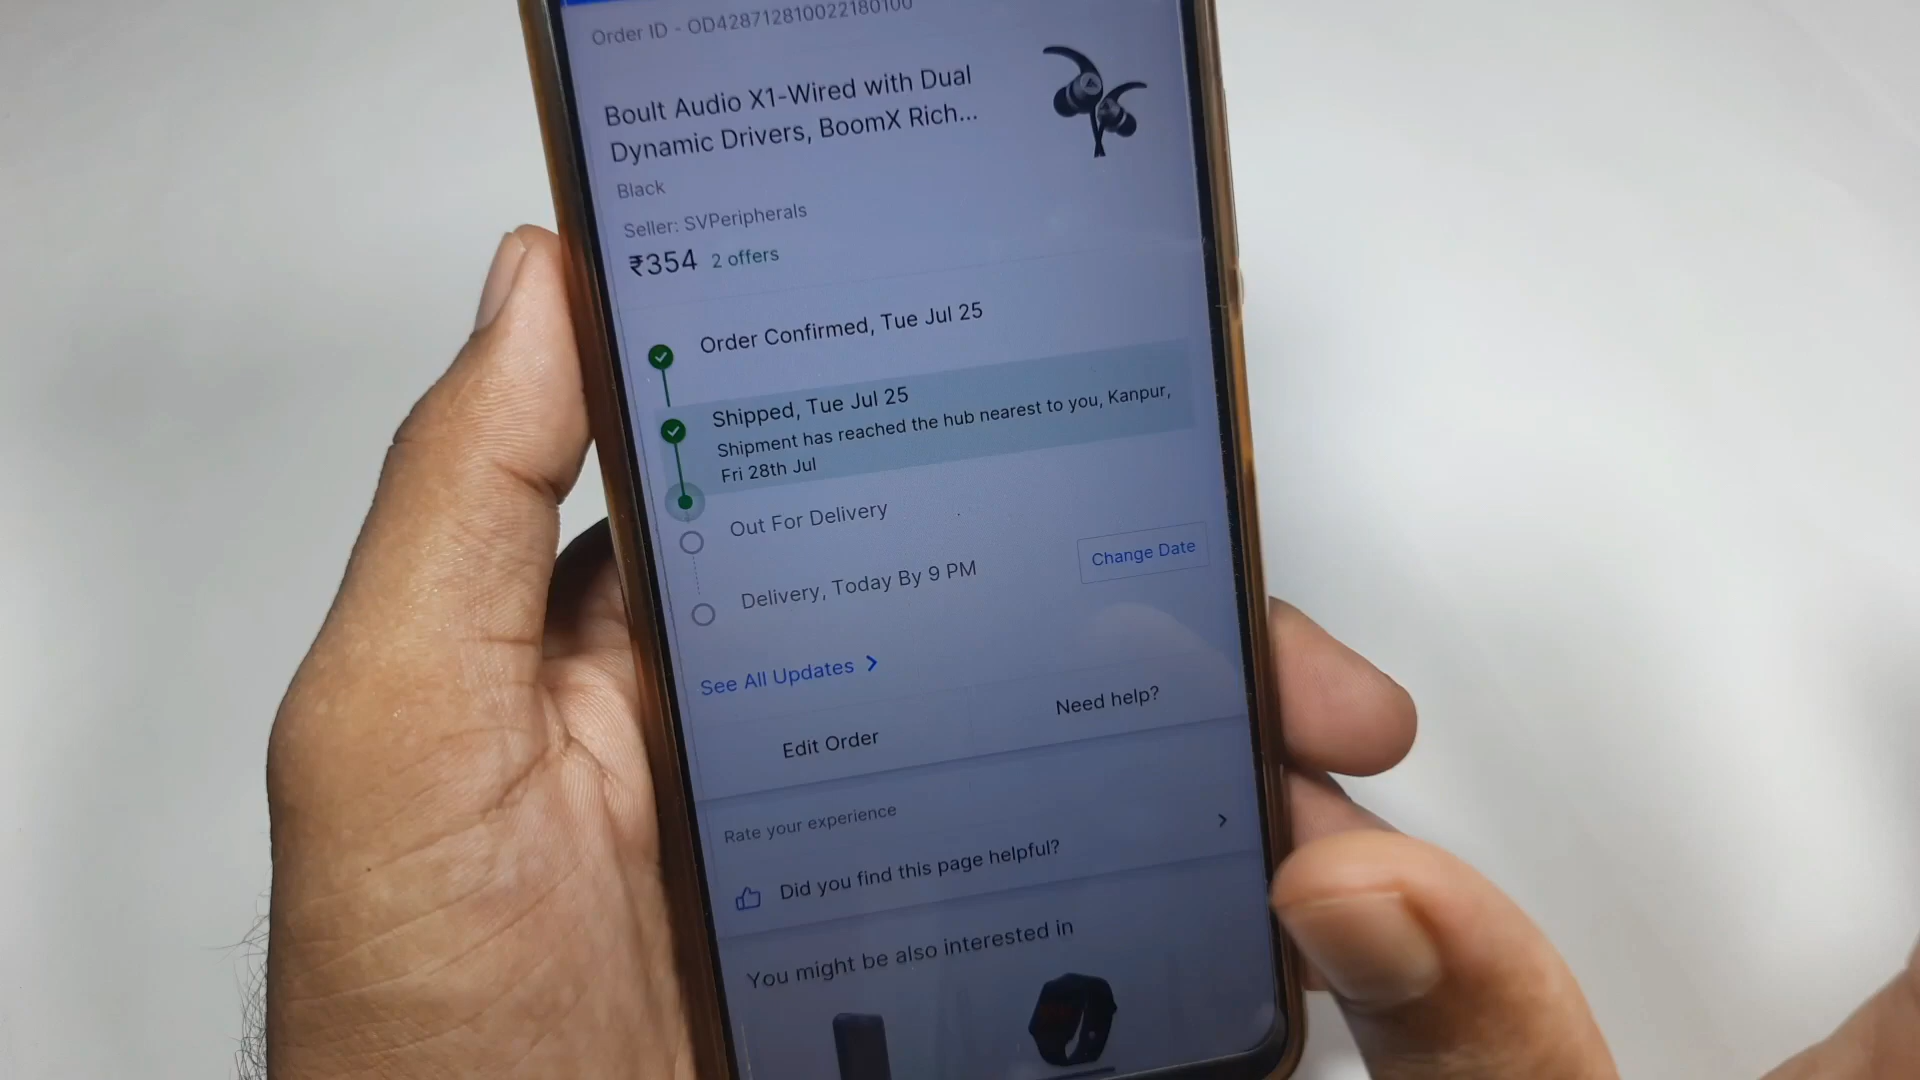 Order ID - OD428712810022180100
Boult Audio X1-Wired with Dual
Dynamic Drivers, BoomX Rich...
Black
Seller: SVPeripherals
₹354 2 offers
Order Confirmed, Tue Jul 25
Shipped, Tue Jul 25
Shipment has reached the hub nearest to you, Kanpur,
Fri 28th Jul
Out For Delivery
Delivery, Today By 9 PM
Change Date
See All Updates
Edit Order
Need help?
Rate your experience
Did you find this page helpful?
You might be also interested in